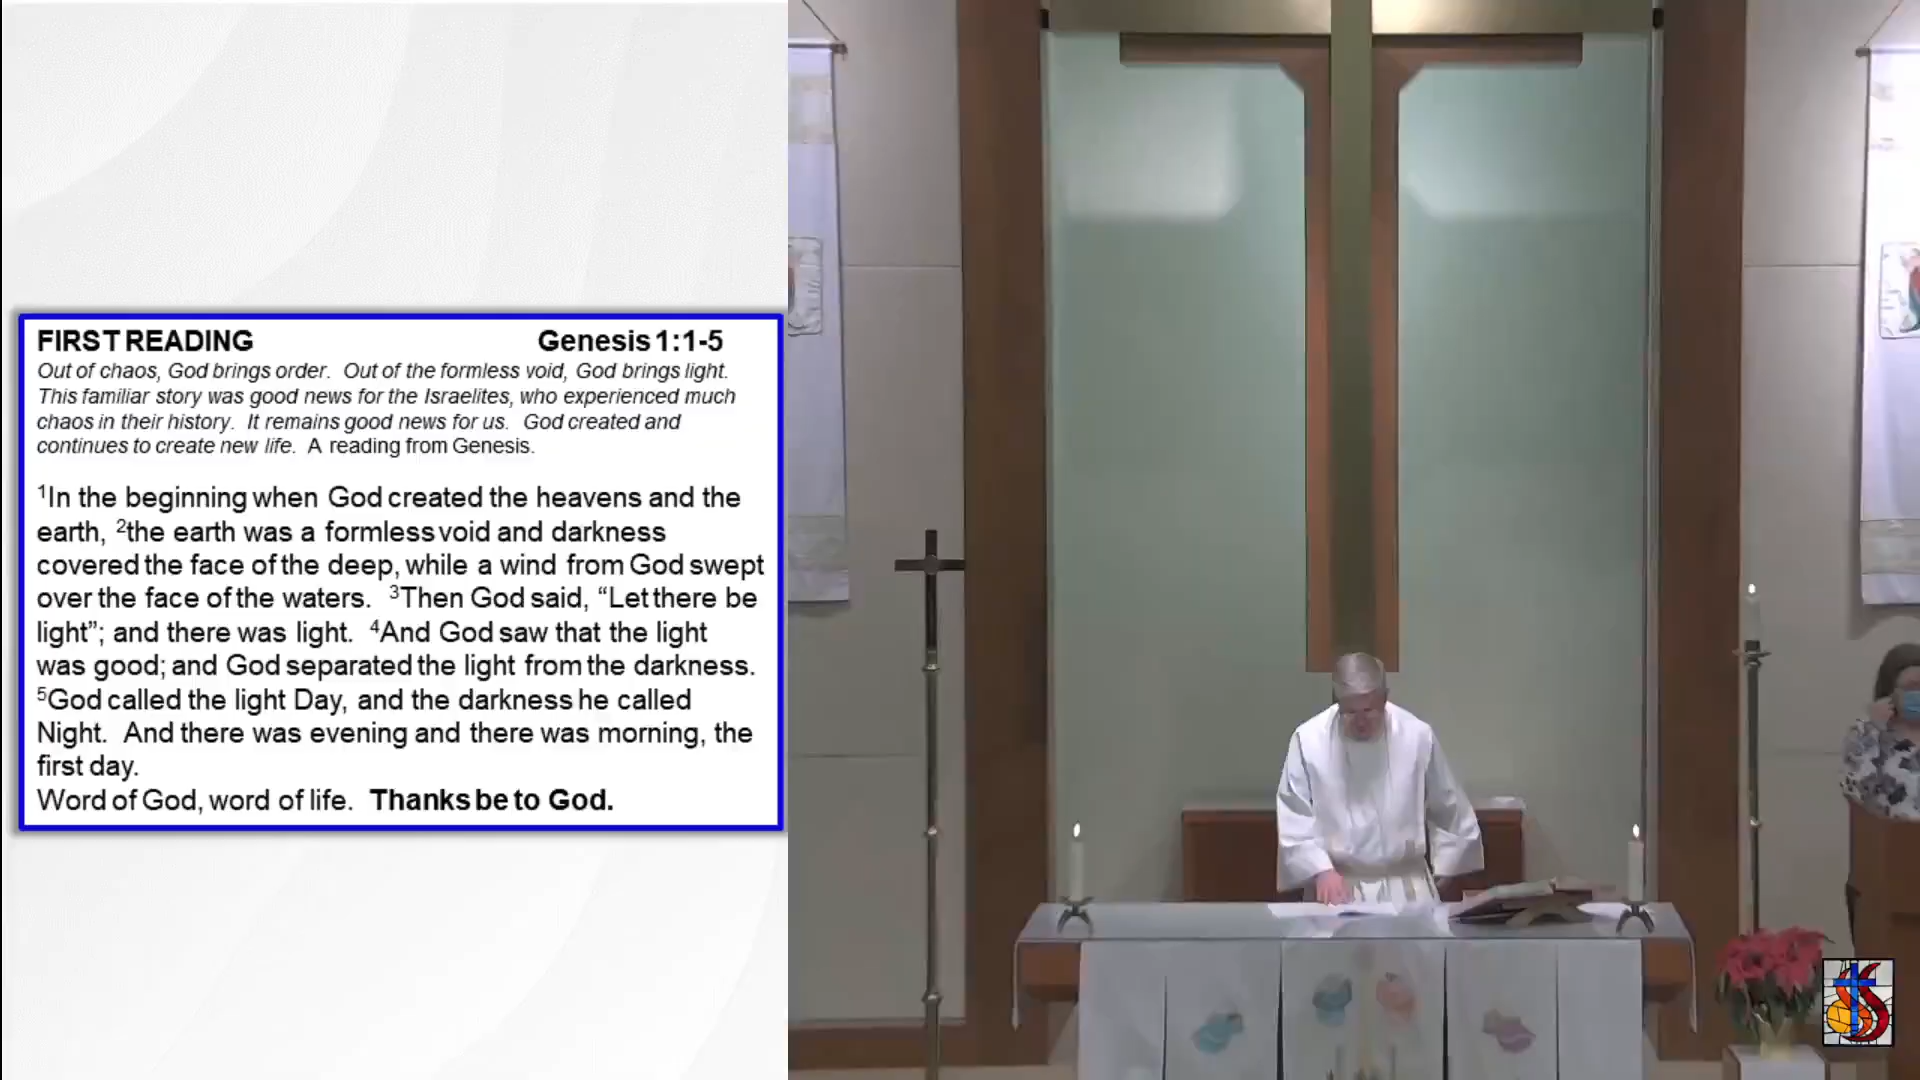 FIRST READING Genesis 1:1-5
Out of chaos, God brings order. Out of the formless void, God brings light.
This familiar story was good news for the Israelites, who experienced much
chaos in their history. It remains good news for us. God created and
continues to create new life. A reading from Genesis.
¹In the beginning when God created the heavens and the
earth, ²the earth was a formless void and darkness
covered the face of the deep, while a wind from God swept
over the face of the waters. ³Then God said, “Let there be
light”; and there was light. ⁴And God saw that the light
was good; and God separated the light from the darkness.
⁵God called the light Day, and the darkness he called
Night. And there was evening and there was morning, the
first day.
Word of God, word of life. Thanks be to God.